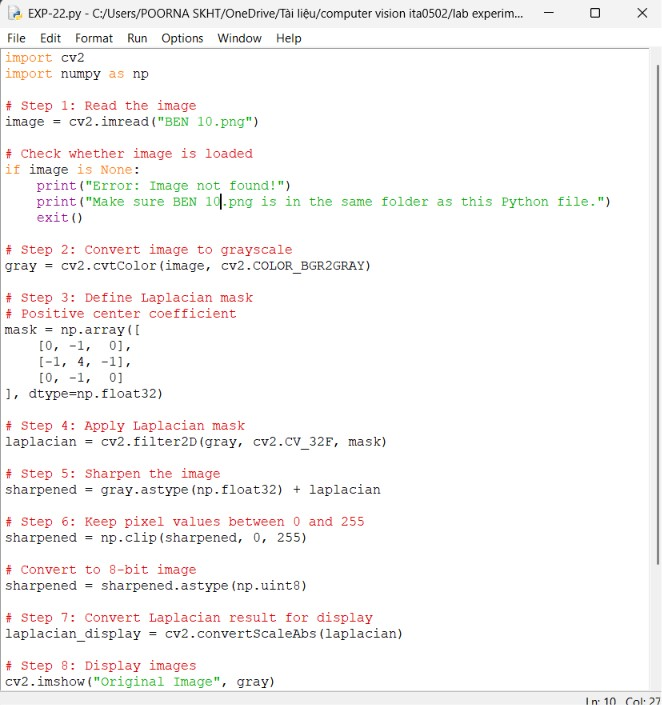 EXP-22.py - C:/Users/POORNA SKHT/OneDrive/Tài liệu/computer vision ita0502/lab experim...
File Edit Format Run Options Window Help
import cv2
import numpy as np

# Step 1: Read the image
image = cv2.imread("BEN 10.png")

# Check whether image is loaded
if image is None:
    print("Error: Image not found!")
    print("Make sure BEN 10.png is in the same folder as this Python file.")
    exit()

# Step 2: Convert image to grayscale
gray = cv2.cvtColor(image, cv2.COLOR_BGR2GRAY)

# Step 3: Define Laplacian mask
# Positive center coefficient
mask = np.array([
    [0, -1,  0],
    [-1, 4, -1],
    [0, -1,  0]
], dtype=np.float32)

# Step 4: Apply Laplacian mask
laplacian = cv2.filter2D(gray, cv2.CV_32F, mask)

# Step 5: Sharpen the image
sharpened = gray.astype(np.float32) + laplacian

# Step 6: Keep pixel values between 0 and 255
sharpened = np.clip(sharpened, 0, 255)

# Convert to 8-bit image
sharpened = sharpened.astype(np.uint8)

# Step 7: Convert Laplacian result for display
laplacian_display = cv2.convertScaleAbs(laplacian)

# Step 8: Display images
cv2.imshow("Original Image", gray)
Ln: 10 Col: 27